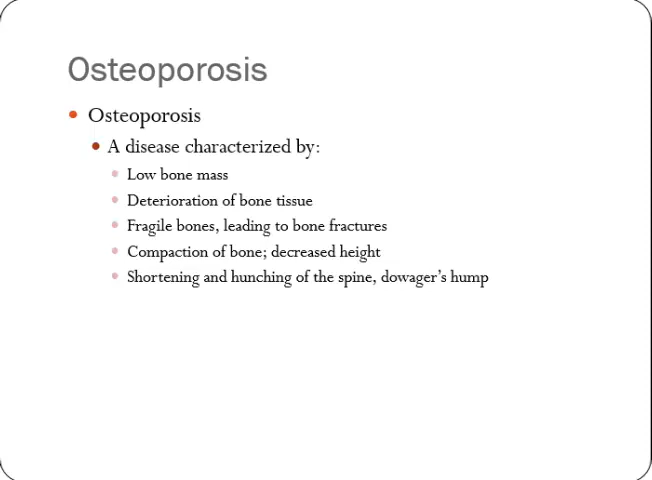 Osteoporosis
Osteoporosis
A disease characterized by:
Low bone mass
Deterioration of bone tissue
Fragile bones, leading to bone fractures
Compaction of bone; decreased height
Shortening and hunching of the spine, dowager’s hump